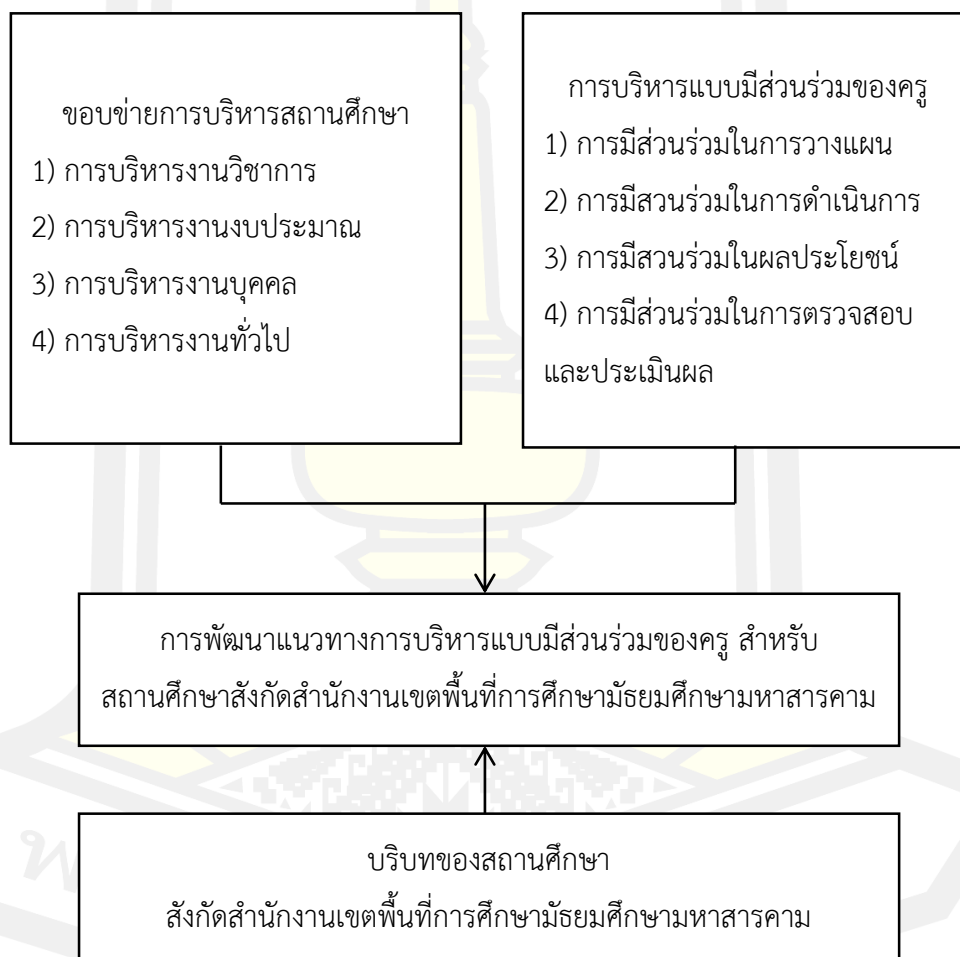 ขอบข่ายการบริหารสถานศึกษา
1) การบริหารงานวิชาการ
2) การบริหารงานงบประมาณ
3) การบริหารงานบุคคล
4) การบริหารงานทั่วไป
การบริหารแบบมีส่วนร่วมของครู
1) การมีส่วนร่วมในการวางแผน
2) การมีสวนร่วมในการดำเนินการ
3) การมีสวนร่วมในผลประโยชน์
4) การมีส่วนร่วมในการตรวจสอบ
และประเมินผล
การพัฒนาแนวทางการบริหารแบบมีส่วนร่วมของครู สำหรับ
สถานศึกษาสังกัดสำนักงานเขตพื้นที่การศึกษามัธยมศึกษามหาสารคาม
บริบทของสถานศึกษา
สังกัดสำนักงานเขตพื้นที่การศึกษามัธยมศึกษามหาสารคาม